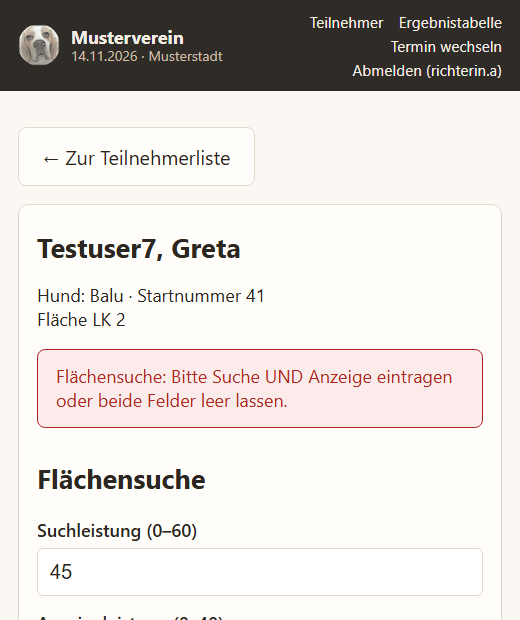 Musterverein
14.11.2026 · Musterstadt
Teilnehmer Ergebnistabelle
Termin wechseln
Abmelden (richterin.a)
← Zur Teilnehmerliste
Testuser7, Greta
Hund: Balu · Startnummer 41
Fläche LK 2
Flächensuche: Bitte Suche UND Anzeige eintragen
oder beide Felder leer lassen.
Flächensuche
Suchleistung (0–60)
45